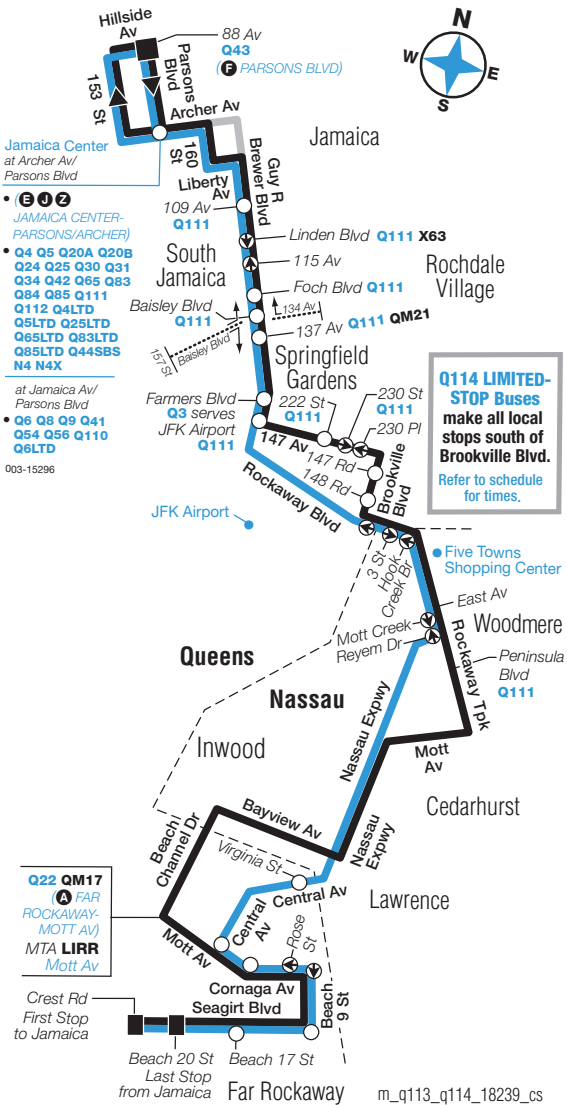 Hillside
Av
88 Av
Q43
(F PARSONS BLVD)
N
W
E
S
Parsons
Blvd
153 St
Archer Av
Jamaica
Jamaica Center
at Archer Av/
Parsons Blvd
160
St
Guy R
Brewer Blvd
Liberty
Av
• (E J Z
JAMAICA CENTER-
PARSONS/ARCHER)
• Q4 Q5 Q20A Q20B
Q24 Q25 Q30 Q31
Q34 Q42 Q65 Q83
Q84 Q85 Q111
Q112 Q4LTD
Q5LTD Q25LTD
Q65LTD Q83LTD
Q85LTD Q44SBS
N4 N4X
at Jamaica Av/
Parsons Blvd
• Q6 Q8 Q9 Q41
Q54 Q56 Q110
Q6LTD
003-15296
109 Av
Q111
Linden Blvd Q111 X63
South
Jamaica
115 Av
Rochdale
Village
Foch Blvd Q111
Baisley Blvd
Q111
134 Av
137 Av Q111 QM21
157 St
Baisley Blvd
Springfield
Gardens
Farmers Blvd
Q3 serves
JFK Airport
Q111
222 St
Q111
230 St
Q111
230 Pl
147 Av
147 Rd
148 Rd
Brookville
Blvd
Rockaway Blvd
Q114 LIMITED-
STOP Buses
make all local
stops south of
Brookville Blvd.
Refer to schedule
for times.
JFK Airport
3 St
Hook
Creek Br
Five Towns
Shopping Center
East Av
Mott Creek
Reyem Dr
Woodmere
Rockaway Tpk
Peninsula
Blvd
Q111
Queens
Nassau
Nassau Expwy
Inwood
Mott
Av
Cedarhurst
Bayview Av
Beach
Channel Dr
Nassau
Expwy
Virginia St
Central Av
Lawrence
Q22 QM17
(A FAR
ROCKAWAY-
MOTT AV)
MTA LIRR
Mott Av
Central
Av
Mott Av
Rose
St
Cornaga Av
Seagirt Blvd
Beach
9 St
Crest Rd
First Stop
to Jamaica
Beach 20 St
Last Stop
from Jamaica
Beach 17 St
Far Rockaway
m_q113_q114_18239_cs